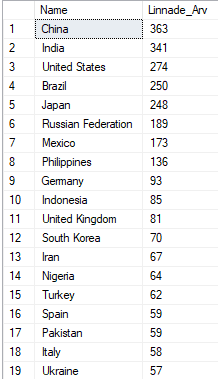 Name Linnade_Arv
1 China 363
2 India 341
3 United States 274
4 Brazil 250
5 Japan 248
6 Russian Federation 189
7 Mexico 173
8 Philippines 136
9 Germany 93
10 Indonesia 85
11 United Kingdom 81
12 South Korea 70
13 Iran 67
14 Nigeria 64
15 Turkey 62
16 Spain 59
17 Pakistan 59
18 Italy 58
19 Ukraine 57